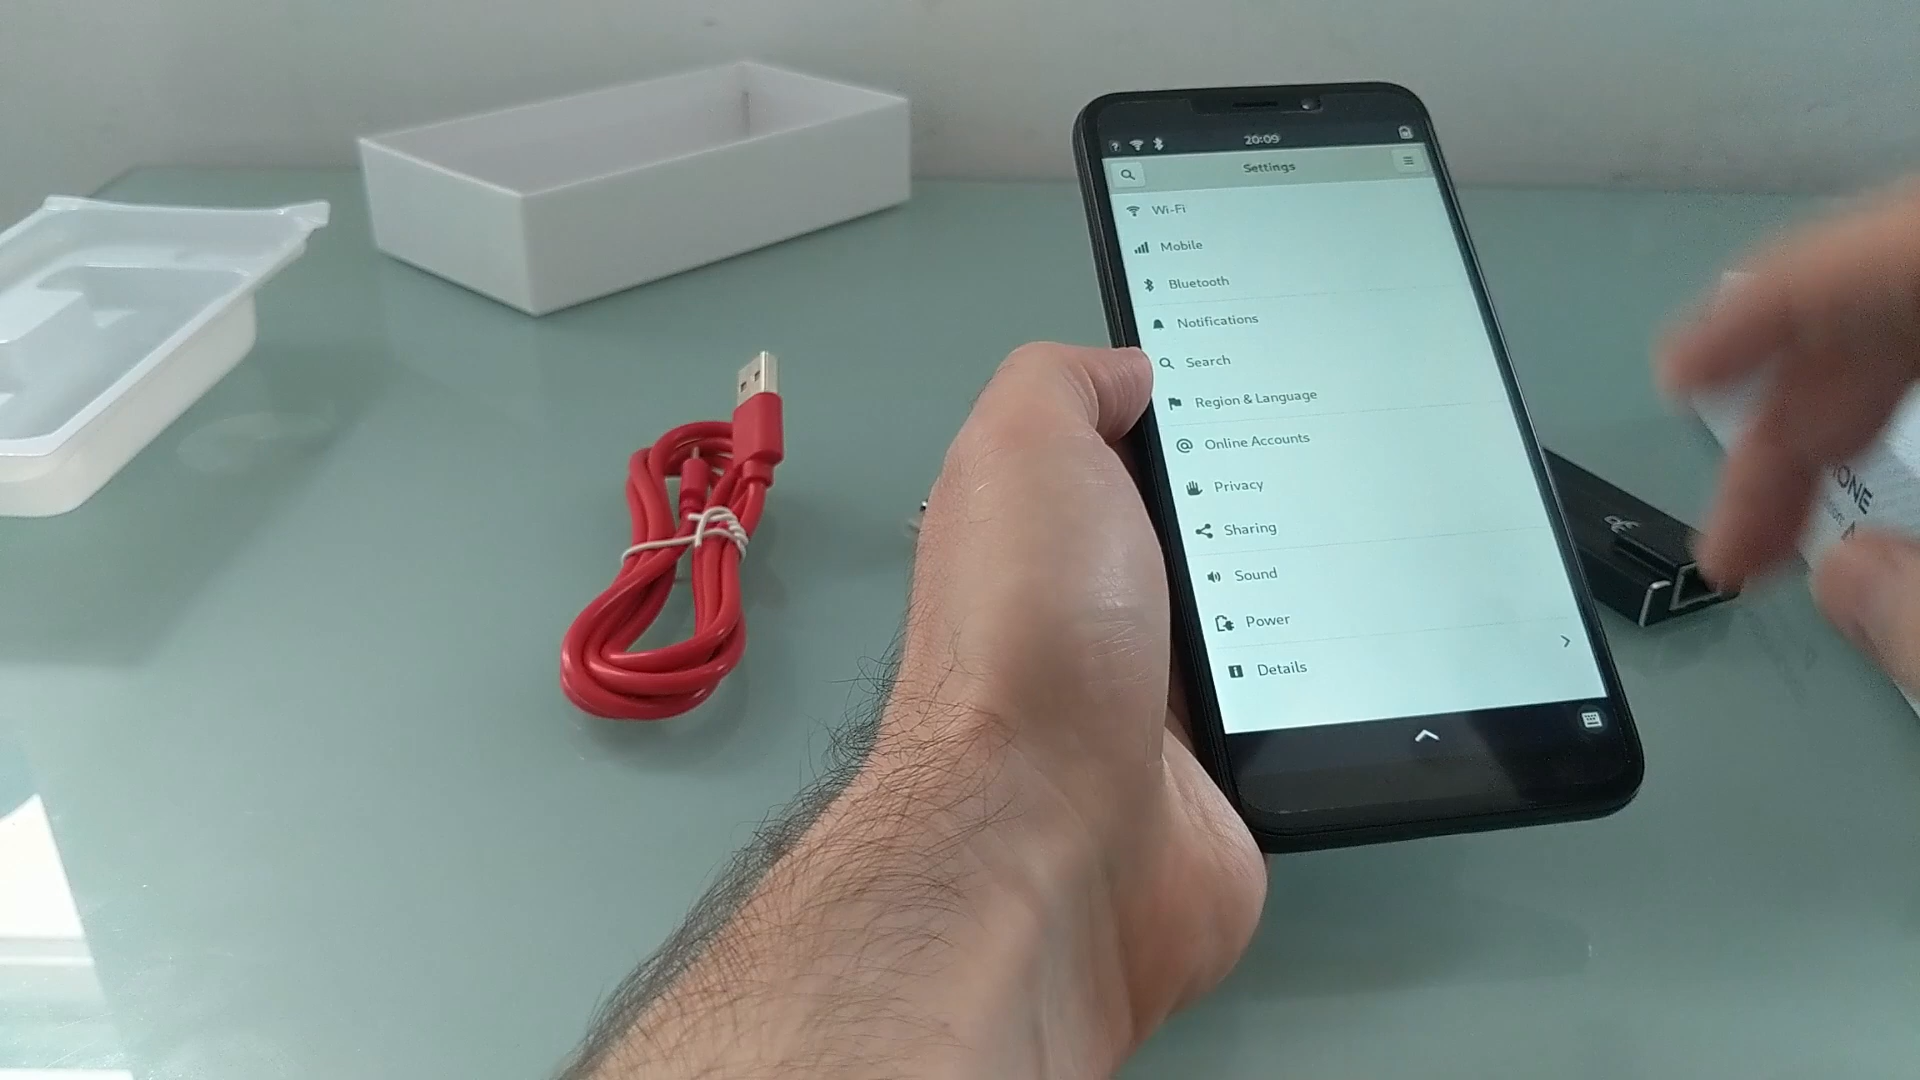 20:09
Settings
Wi-Fi
Mobile
Bluetooth
Notifications
Search
Region & Language
Online Accounts
Privacy
Sharing
Sound
Power
Details